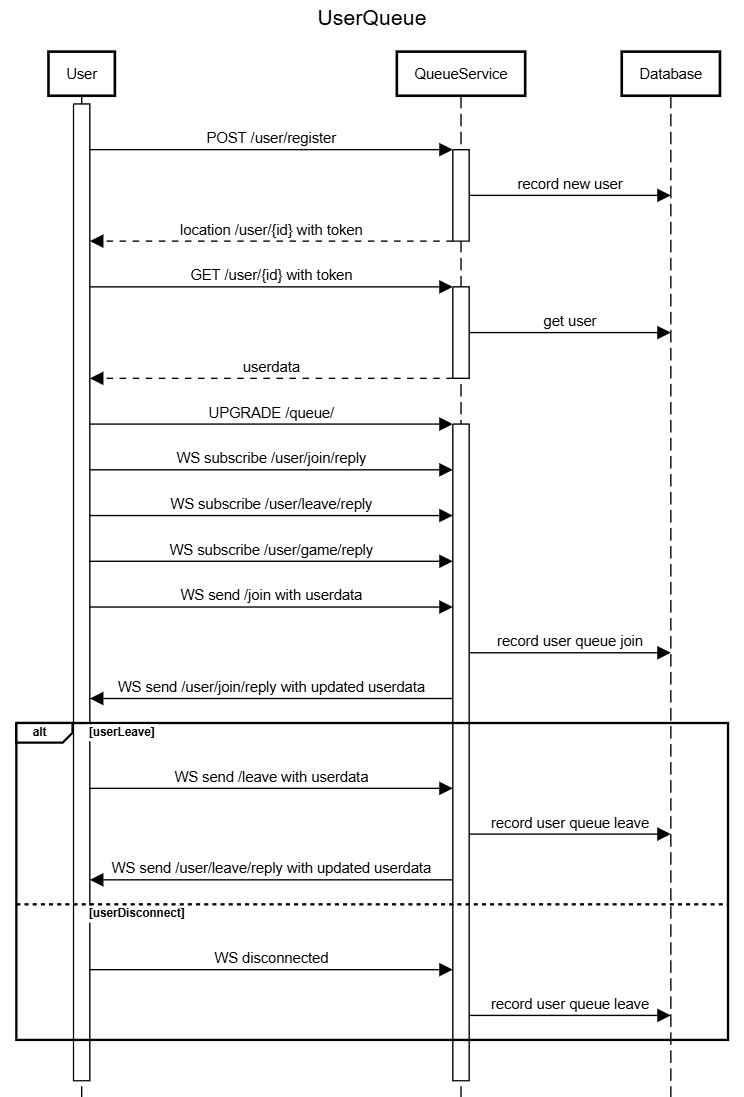 UserQueue
User
QueueService
Database
POST /user/register
record new user
location /user/{id} with token
GET /user/{id} with token
get user
userdata
UPGRADE /queue/
WS subscribe /user/join/reply
WS subscribe /user/leave/reply
WS subscribe /user/game/reply
WS send /join with userdata
record user queue join
WS send /user/join/reply with updated userdata
alt
[userLeave]
WS send /leave with userdata
record user queue leave
WS send /user/leave/reply with updated userdata
[userDisconnect]
WS disconnected
record user queue leave